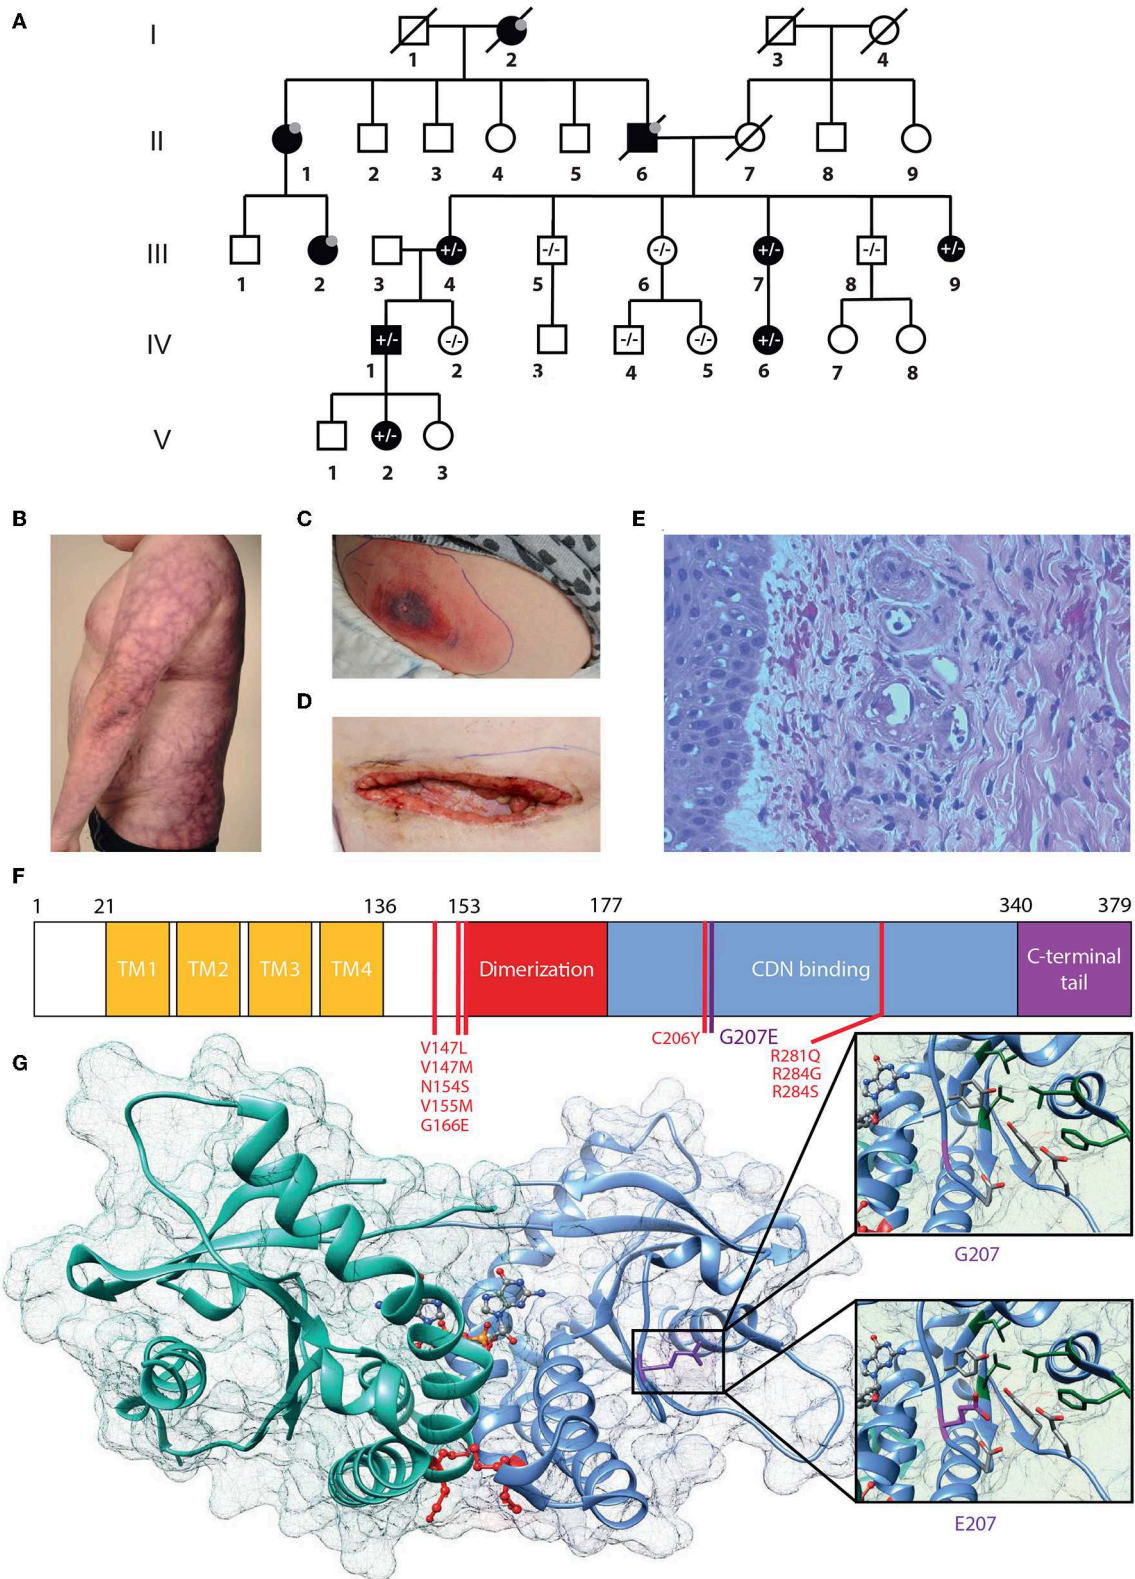 A
I
1 2 3 4
II
1 2 3 4 5 6 7 8 9
+/- -/- -/- +/- -/- +/-
III
1 2 3 4 5 6 7 8 9
+/- -/- -/- -/- +/-
IV
1 2 3 4 5 6 7 8
+/-
V
1 2 3
B C E
D
F
1 21 136 153 177 340 379
TM1 TM2 TM3 TM4 Dimerization CDN binding C-terminal
tail
V147L
V147M
N154S
V155M
G166E
C206Y G207E
R281Q
R284G
R284S
G
G207
E207